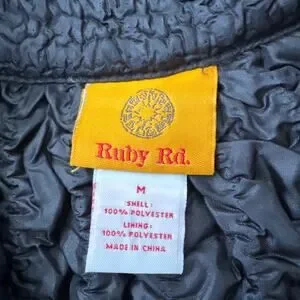 Ruby Rd.
M
SHELL:
100% POLYESTER
LINING:
100% POLYESTER
MADE IN CHINA